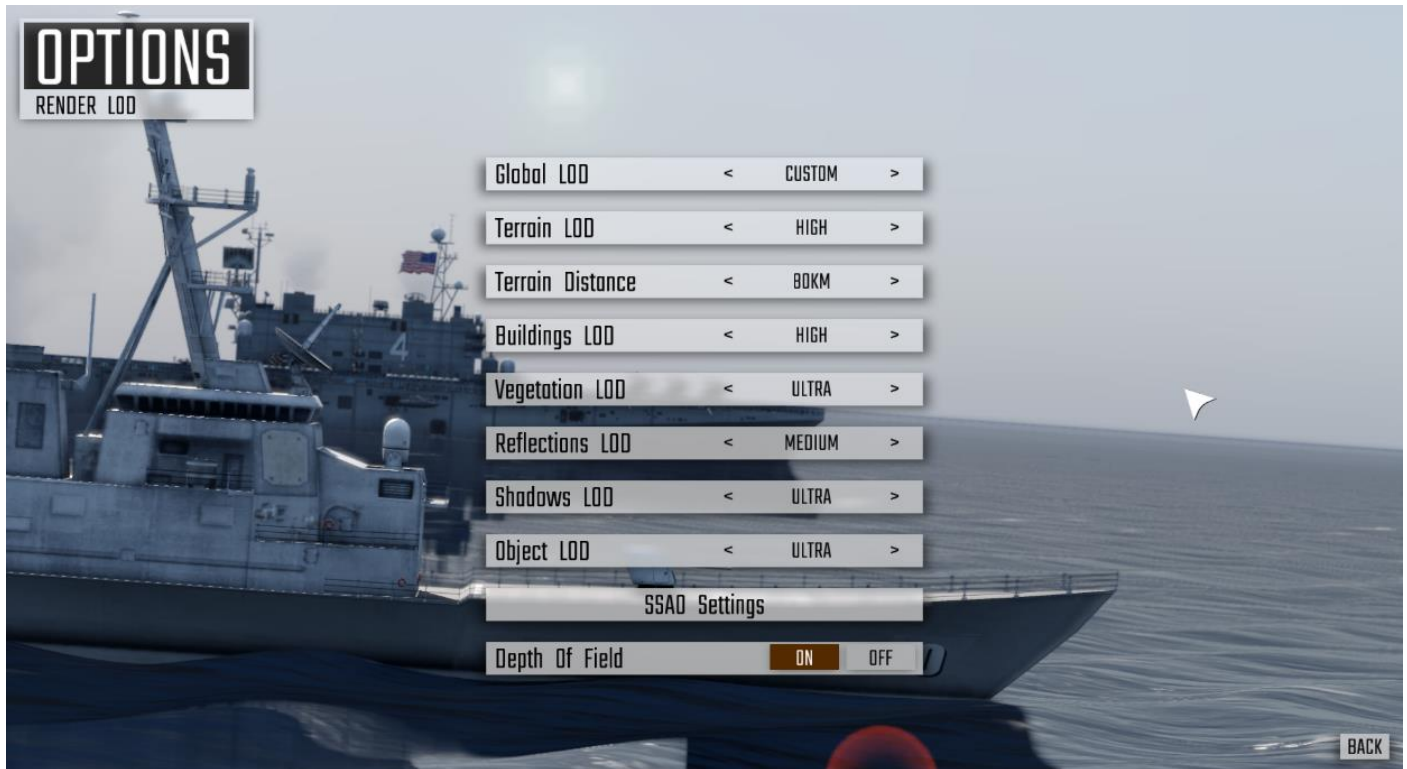 OPTIONS
RENDER LOD
Global LOD < CUSTOM >
Terrain LOD < HIGH >
Terrain Distance < 80KM >
Buildings LOD < HIGH >
4
Vegetation LOD < ULTRA >
Reflections LOD < MEDIUM >
Shadows LOD < ULTRA >
Object LOD < ULTRA >
SSAO Settings
Depth Of Field ON OFF
BACK